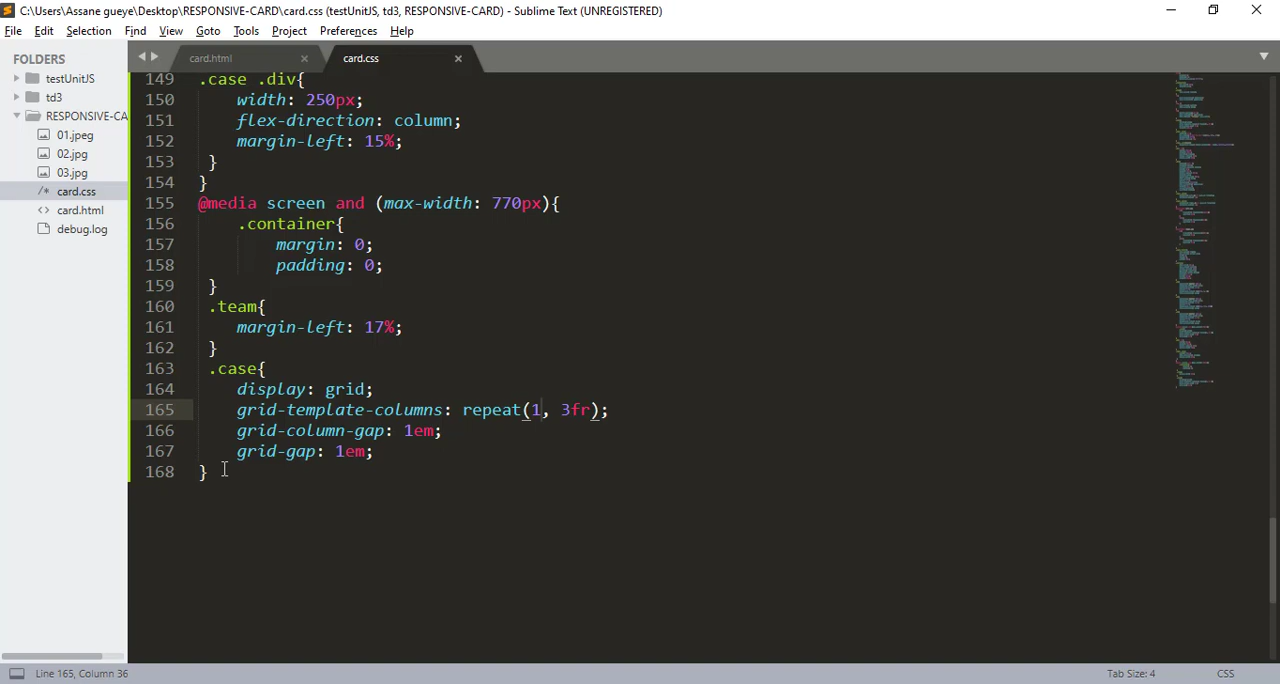 C:\Users\Assane gueye\Desktop\RESPONSIVE-CARD\card.css (testUnitJS, td3, RESPONSIVE-CARD) - Sublime Text (UNREGISTERED)
File Edit Selection Find View Goto Tools Project Preferences Help
FOLDERS
testUnitJS
td3
RESPONSIVE-CA
01.jpeg
02.jpg
03.jpg
/* card.css
<> card.html
debug.log
card.html × card.css ×
149 .case .div{
150 width: 250px;
151 flex-direction: column;
152 margin-left: 15%;
153 }
154 }
155 @media screen and (max-width: 770px){
156 .container{
157 margin: 0;
158 padding: 0;
159 }
160 .team{
161 margin-left: 17%;
162 }
163 .case{
164 display: grid;
165 grid-template-columns: repeat(1, 3fr);
166 grid-column-gap: 1em;
167 grid-gap: 1em;
168 }
Line 165, Column 36
Tab Size: 4
CSS